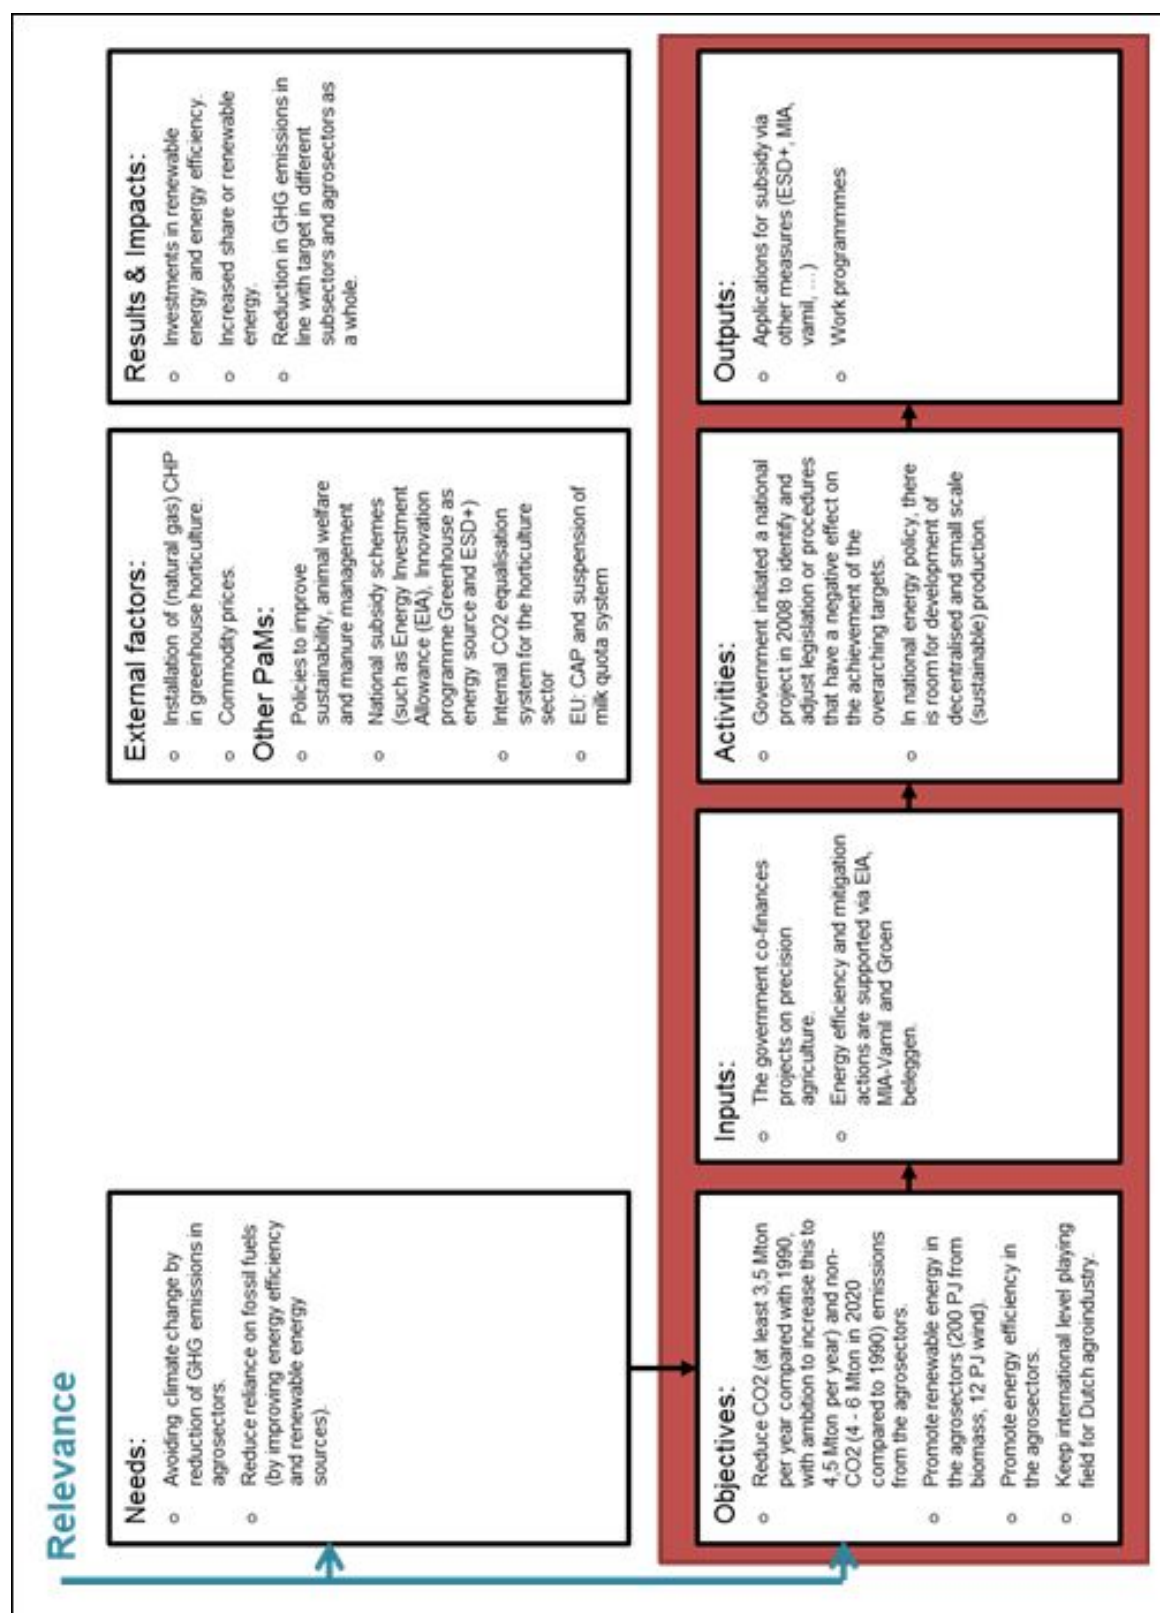 Relevance
Needs:
o Avoiding climate change by
reduction of GHG emissions in
agrosectors.
o Reduce reliance on fossil fuels
(by improving energy efficiency
and renewable energy
sources).
External factors:
o Installation of (natural gas) CHP
in greenhouse horticulture.
o Commodity prices.
Other PaMs:
o Policies to improve
sustainability, animal welfare
and manure management
o National subsidy schemes
(such as Energy Investment
Allowance (EIA), Innovation
programme Greenhouse as
energy source and ESD+)
o Internal CO2 equalisation
system for the horticulture
sector
o EU: CAP and suspension of
milk quota system
Results & Impacts:
o Investments in renewable
energy and energy efficiency.
o Increased share or renewable
energy.
o Reduction in GHG emissions in
line with target in different
subsectors and agrosectors as
a whole.
Objectives:
o Reduce CO2 (at least 3,5 Mton
per year compared with 1990,
with ambition to increase this to
4,5 Mton per year) and non-
CO2 (4 - 6 Mton in 2020
compared to 1990) emissions
from the agrosectors.
o Promote renewable energy in
the agrosectors (200 PJ from
biomass, 12 PJ wind).
o Promote energy efficiency in
the agrosectors.
o Keep international level playing
field for Dutch agroindustry.
Inputs:
o The government co-finances
projects on precision
agriculture.
o Energy efficiency and mitigation
actions are supported via EIA,
MIA-Vamil and Groen
beleggen.
Activities:
o Government initiated a national
project in 2008 to identify and
adjust legislation or procedures
that have a negative effect on
the achievement of the
overarching targets.
o In national energy policy, there
is room for development of
decentralised and small scale
(sustainable) production.
Outputs:
o Applications for subsidy via
other measures (ESD+, MIA,
vamil, ...)
o Work programmmes